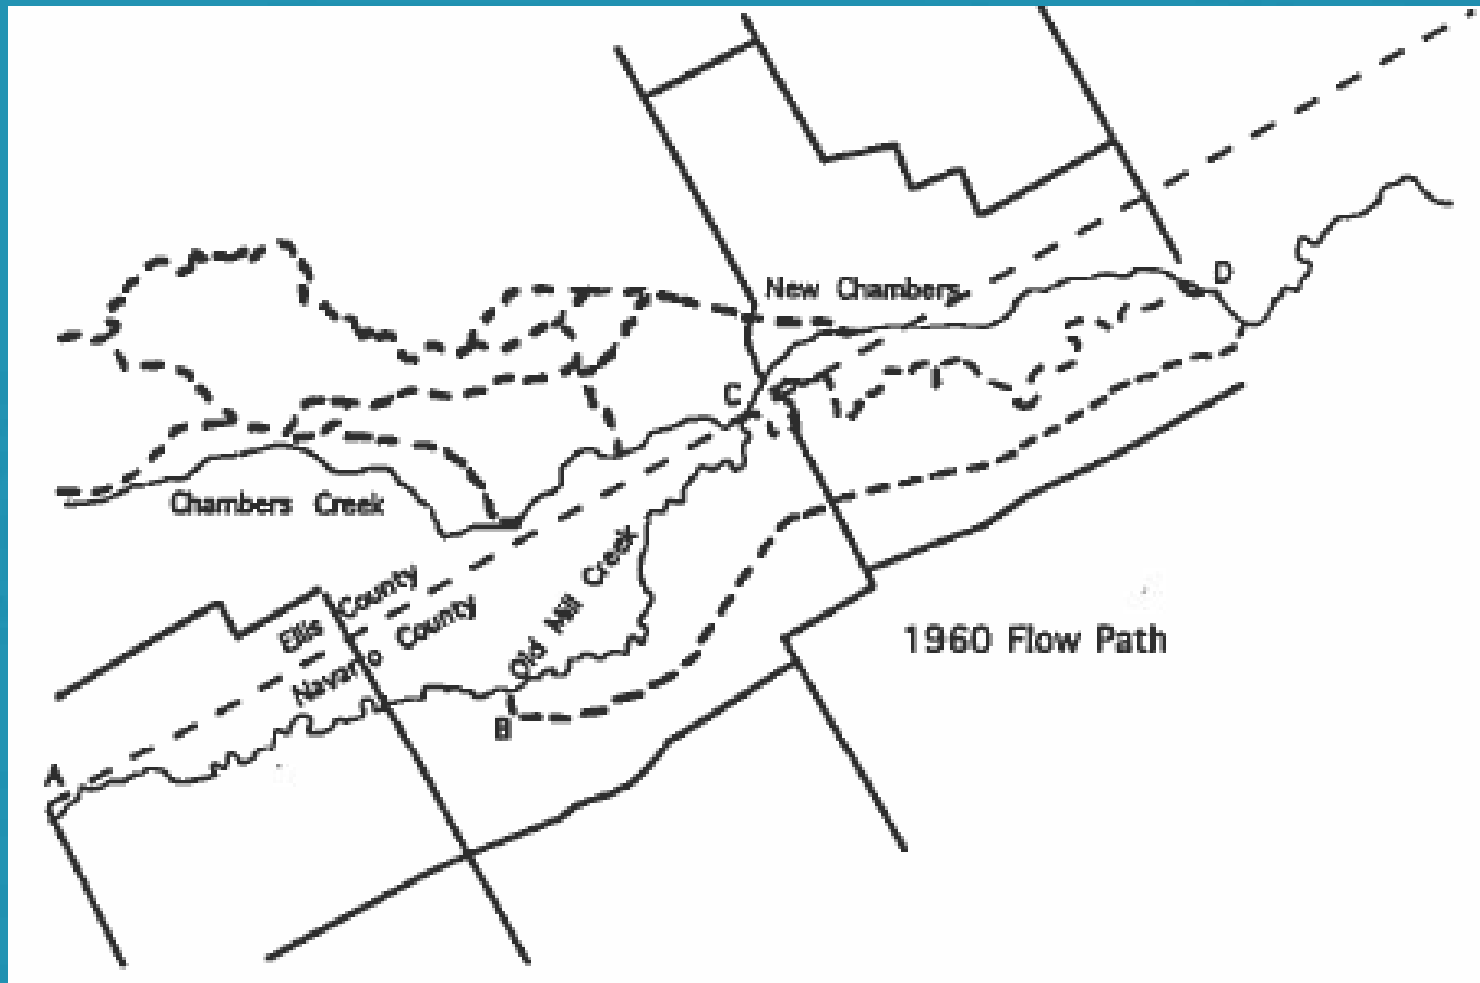 D
New Chambers
C
Chambers Creek
Old Mill Creek
Ellis County
Navarro County
1960 Flow Path
B
A